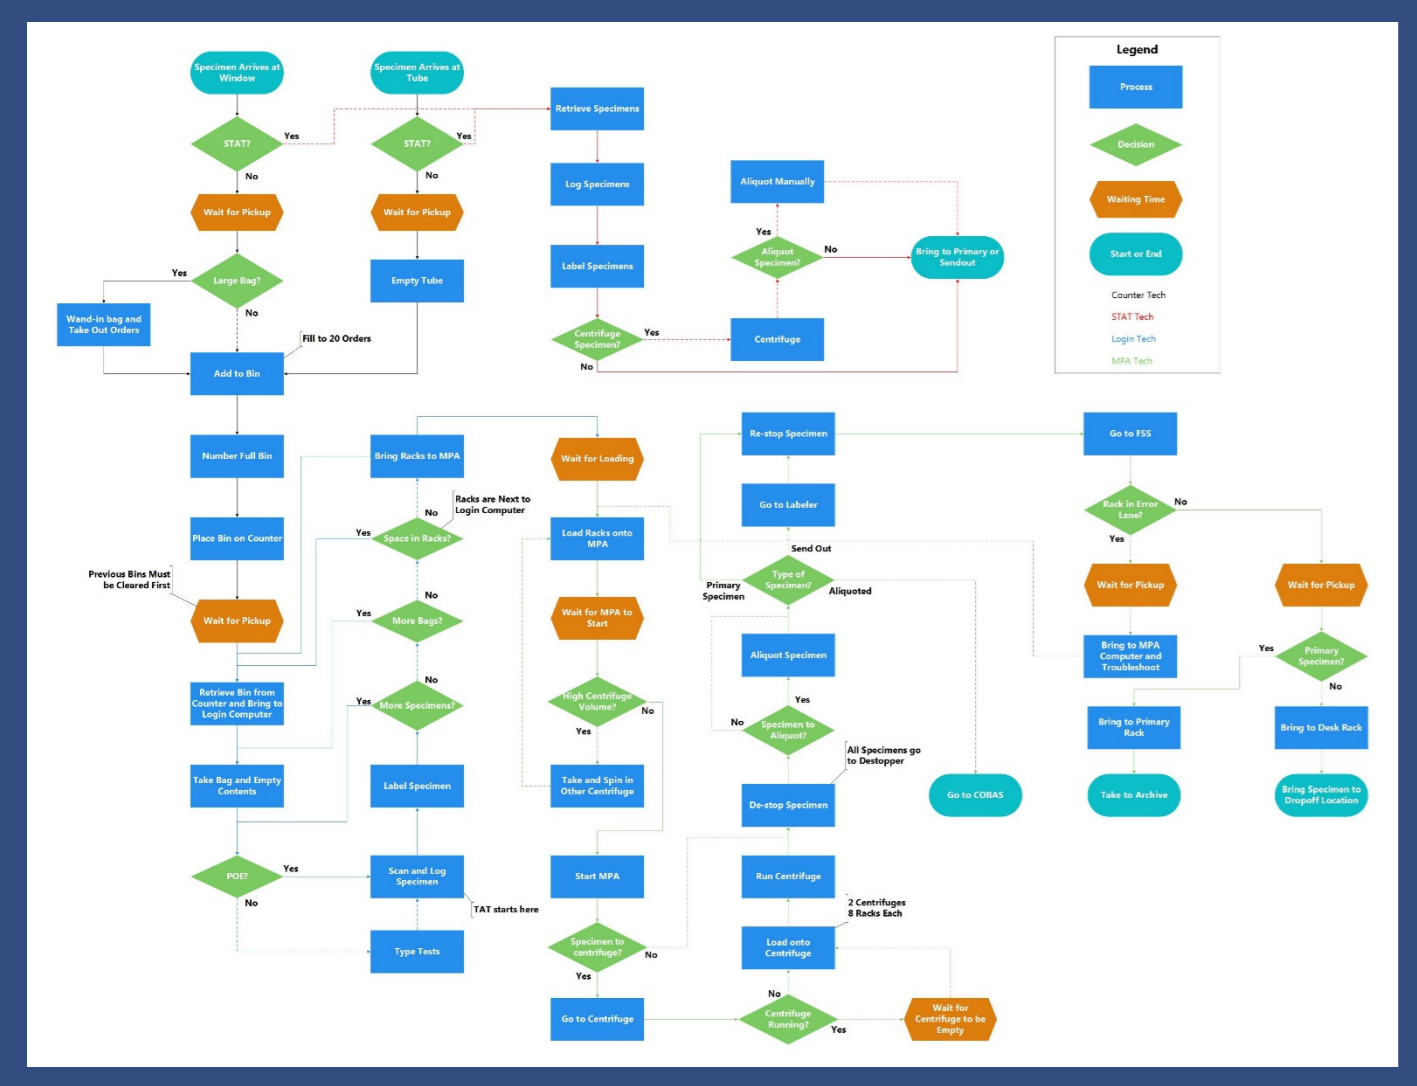 Legend
Process
Decision
Waiting Time
Start or End
Counter Tech
STAT Tech
Login Tech
MPA Tech
Specimen Arrives at
Window
STAT?
Yes
No
Wait for Pickup
Large Bag?
Yes
No
Wand-in bag and
Take Out Orders
Fill to 20 Orders
Add to Bin
Specimen Arrives at
Tube
STAT?
Yes
No
Wait for Pickup
Empty Tube
Retrieve Specimens
Log Specimens
Label Specimens
Centrifuge
Specimen?
Yes
No
Centrifuge
Aliquot
Specimen?
Yes
No
Aliquot Manually
Bring to Primary or
Sendout
Number Full Bin
Place Bin on Counter
Previous Bins Must
be Cleared First
Wait for Pickup
Retrieve Bin from
Counter and Bring to
Login Computer
Take Bag and Empty
Contents
POE?
Yes
No
Type Tests
Scan and Log
Specimen
TAT starts here
Label Specimen
More Specimens?
Yes
No
More Bags?
Yes
No
Space in Racks?
Yes
No
Racks are Next to
Login Computer
Bring Racks to MPA
Wait for Loading
Load Racks onto
MPA
Wait for MPA to
Start
High Centrifuge
Volume?
No
Yes
Take and Spin in
Other Centrifuge
Start MPA
Specimen to
centrifuge?
No
Yes
Go to Centrifuge
Centrifuge
Running?
No
Yes
Wait for
Centrifuge to be
Empty
Load onto
Centrifuge
2 Centrifuges
8 Racks Each
Run Centrifuge
De-stop Specimen
All Specimens go
to Destopper
Specimen to
Aliquot?
No
Yes
Aliquot Specimen
Type of
Specimen?
Primary
Specimen
Send Out
Aliquoted
Go to Labeler
Re-stop Specimen
Go to COBAS
Go to FSS
Rack in Error
Lane?
No
Yes
Wait for Pickup
Bring to MPA
Computer and
Troubleshoot
Wait for Pickup
Primary
Specimen?
Yes
No
Bring to Primary
Rack
Take to Archive
Bring to Desk Rack
Bring Specimen to
Dropoff Location